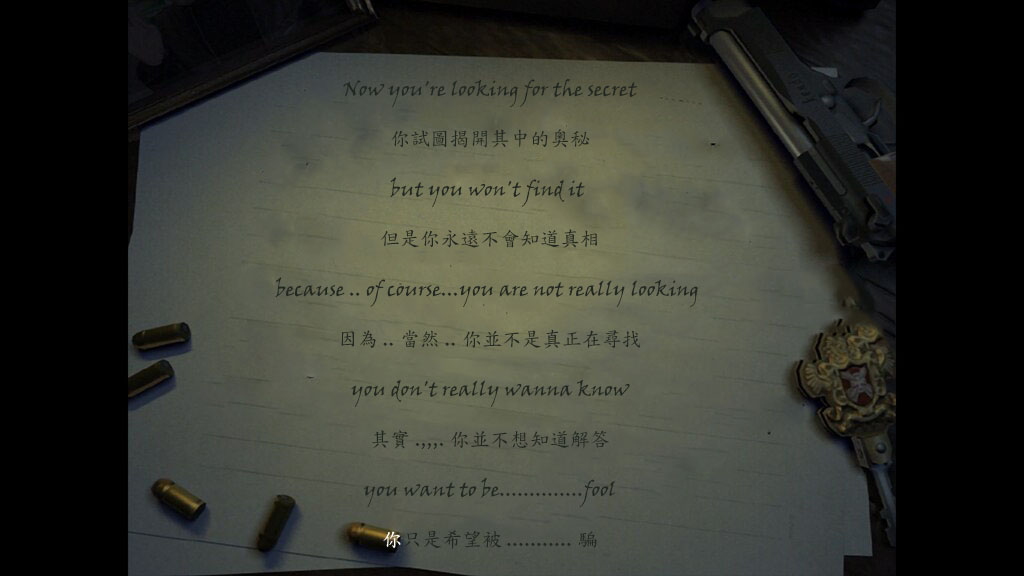 Now you're looking for the secret
你試圖揭開其中的奧秘
but you won't find it
但是你永遠不會知道真相
because .. of course...you are not really looking
因為 .. 當然 .. 你並不是真正在尋找
you don't really wanna know
其實 .,,,. 你並不想知道解答
you want to be..............fool
你只是希望被 ........... 騙